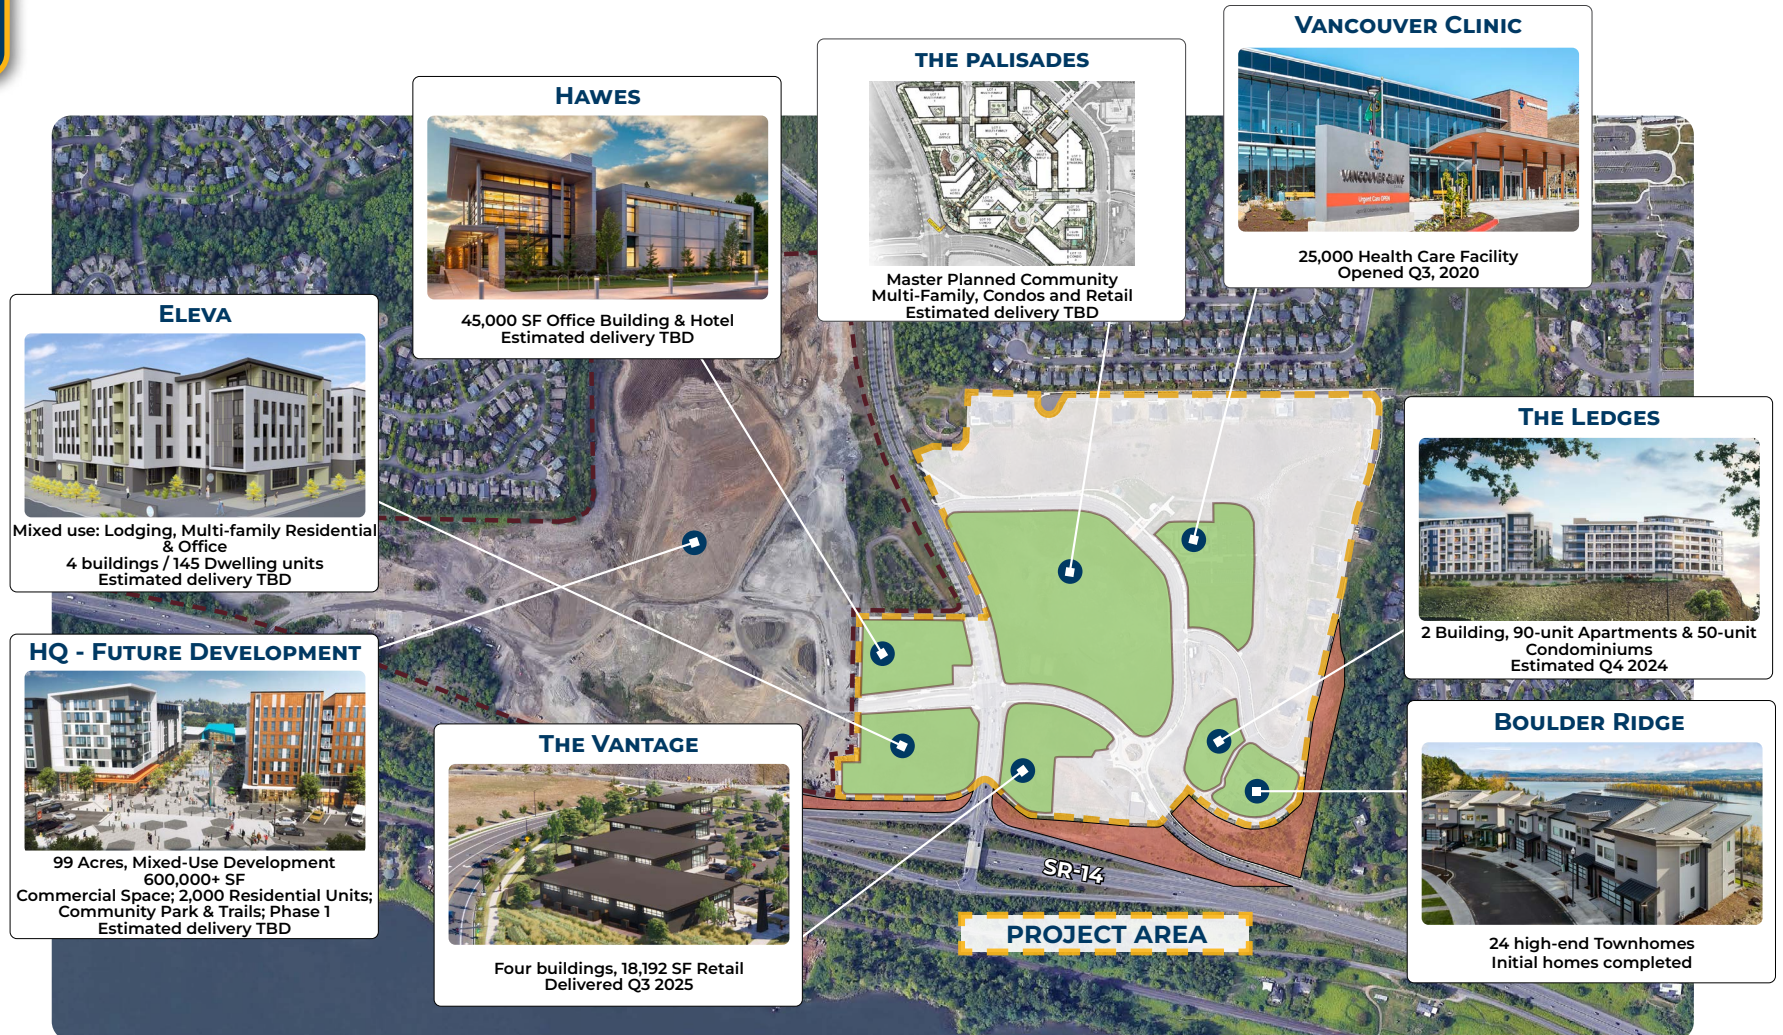 HAWES
45,000 SF Office Building & Hotel
Estimated delivery TBD
THE PALISADES
Master Planned Community
Multi-Family, Condos and Retail
Estimated delivery TBD
VANCOUVER CLINIC
VANCOUVER CLINIC
Urgent Care OPEN
25,000 Health Care Facility
Opened Q3, 2020
ELEVA
Mixed use: Lodging, Multi-family Residential
& Office
4 buildings / 145 Dwelling units
Estimated delivery TBD
THE LEDGES
2 Building, 90-unit Apartments & 50-unit
Condominiums
Estimated Q4 2024
HQ - FUTURE DEVELOPMENT
99 Acres, Mixed-Use Development
600,000+ SF
Commercial Space; 2,000 Residential Units;
Community Park & Trails; Phase 1
Estimated delivery TBD
THE VANTAGE
Four buildings, 18,192 SF Retail
Delivered Q3 2025
BOULDER RIDGE
24 high-end Townhomes
Initial homes completed
SR-14
PROJECT AREA